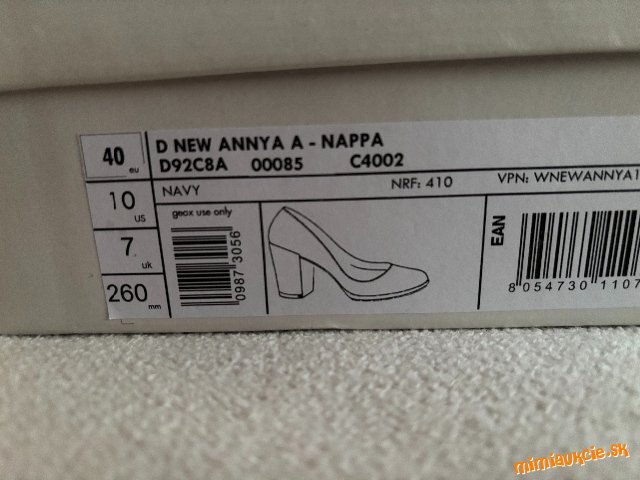 40 eu
10 US
7 uk
260 mm
D NEW ANNYA A - NAPPA
D92C8A 00085 C4002
NAVY NRF: 410 VPN: WNEWANNYA1
geox use only
0987 3056
EAN
8 054730 1107
mimiaukcie.sk